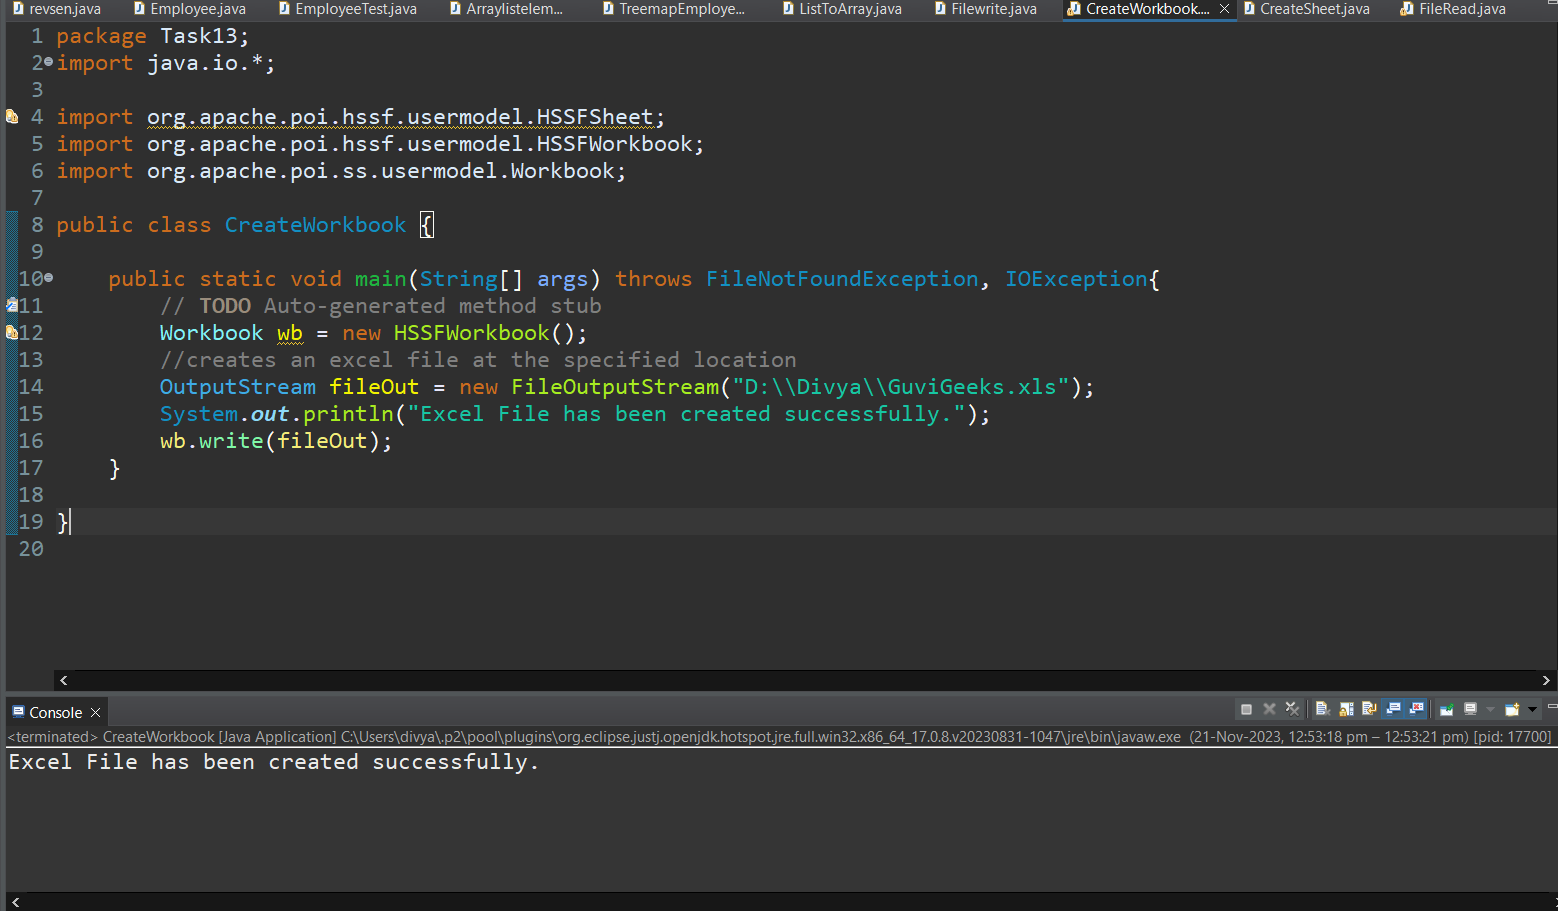 revsen.java Employee.java EmployeeTest.java Arraylistelem... TreemapEmploye... ListToArray.java Filewrite.java CreateWorkbook.... CreateSheet.java FileRead.java
1 package Task13;
2 import java.io.*;
3
4 import org.apache.poi.hssf.usermodel.HSSFSheet;
5 import org.apache.poi.hssf.usermodel.HSSFWorkbook;
6 import org.apache.poi.ss.usermodel.Workbook;
7
8 public class CreateWorkbook {
9
10 public static void main(String[] args) throws FileNotFoundException, IOException{
11 // TODO Auto-generated method stub
12 Workbook wb = new HSSFWorkbook();
13 //creates an excel file at the specified location
14 OutputStream fileOut = new FileOutputStream("D:\\Divya\\GuviGeeks.xls");
15 System.out.println("Excel File has been created successfully.");
16 wb.write(fileOut);
17 }
18
19 }
20
Console
<terminated> CreateWorkbook [Java Application] C:\Users\divya\.p2\pool\plugins\org.eclipse.justj.openjdk.hotspot.jre.full.win32.x86_64_17.0.8.v20230831-1047\jre\bin\javaw.exe (21-Nov-2023, 12:53:18 pm – 12:53:21 pm) [pid: 17700]
Excel File has been created successfully.